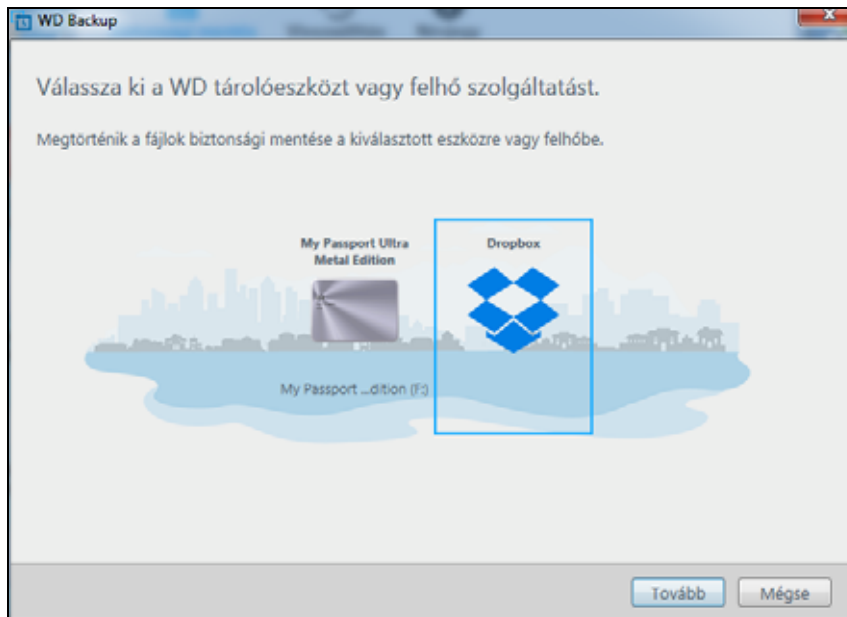 WD Backup
Válassza ki a WD tárolóeszközt vagy felhő szolgáltatást.
Megtörténik a fájlok biztonsági mentése a kiválasztott eszközre vagy felhőbe.
My Passport Ultra
Metal Edition
Dropbox
My Passport ...dition (F:)
Tovább
Mégse